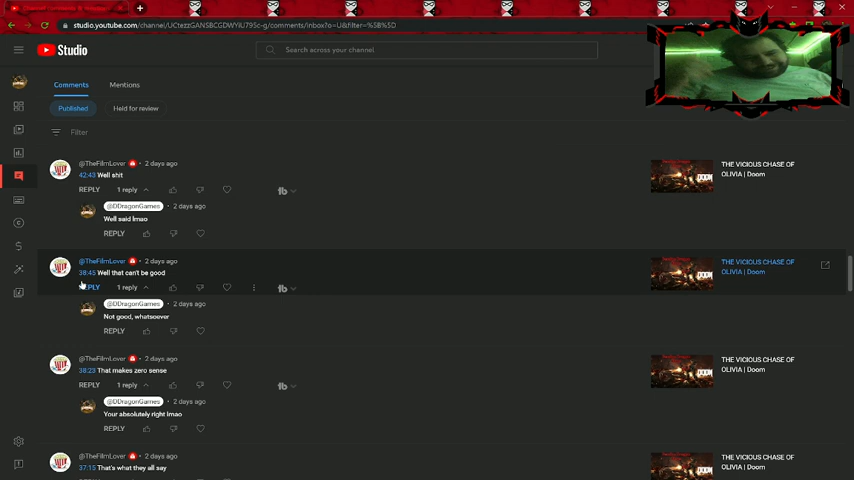 Channel Comments & Mentions
studio.youtube.com/channel/UCtezzGANSBCGDWYiU795c-g/comments/inbox?o=U&filter=%5B%5D
Studio
Search across your channel
Comments
Mentions
Published
Held for review
Filter
@TheFilmLover • 2 days ago
42:43 Well shit
REPLY 1 reply
@DDragonGames • 2 days ago
Well said lmao
REPLY
THE VICIOUS CHASE OF
OLIVIA | Doom
@TheFilmLover • 2 days ago
38:45 Well that can't be good
REPLY 1 reply
@DDragonGames • 2 days ago
Not good, whatsoever
REPLY
THE VICIOUS CHASE OF
OLIVIA | Doom
@TheFilmLover • 2 days ago
38:23 That makes zero sense
REPLY 1 reply
@DDragonGames • 2 days ago
Your absolutely right lmao
REPLY
THE VICIOUS CHASE OF
OLIVIA | Doom
@TheFilmLover • 2 days ago
37:15 That's what they all say
THE VICIOUS CHASE OF
OLIVIA | Doom